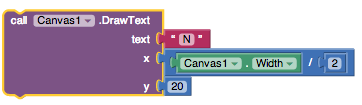 call Canvas1 .DrawText
text " N "
x Canvas1 . Width / 2
y 20